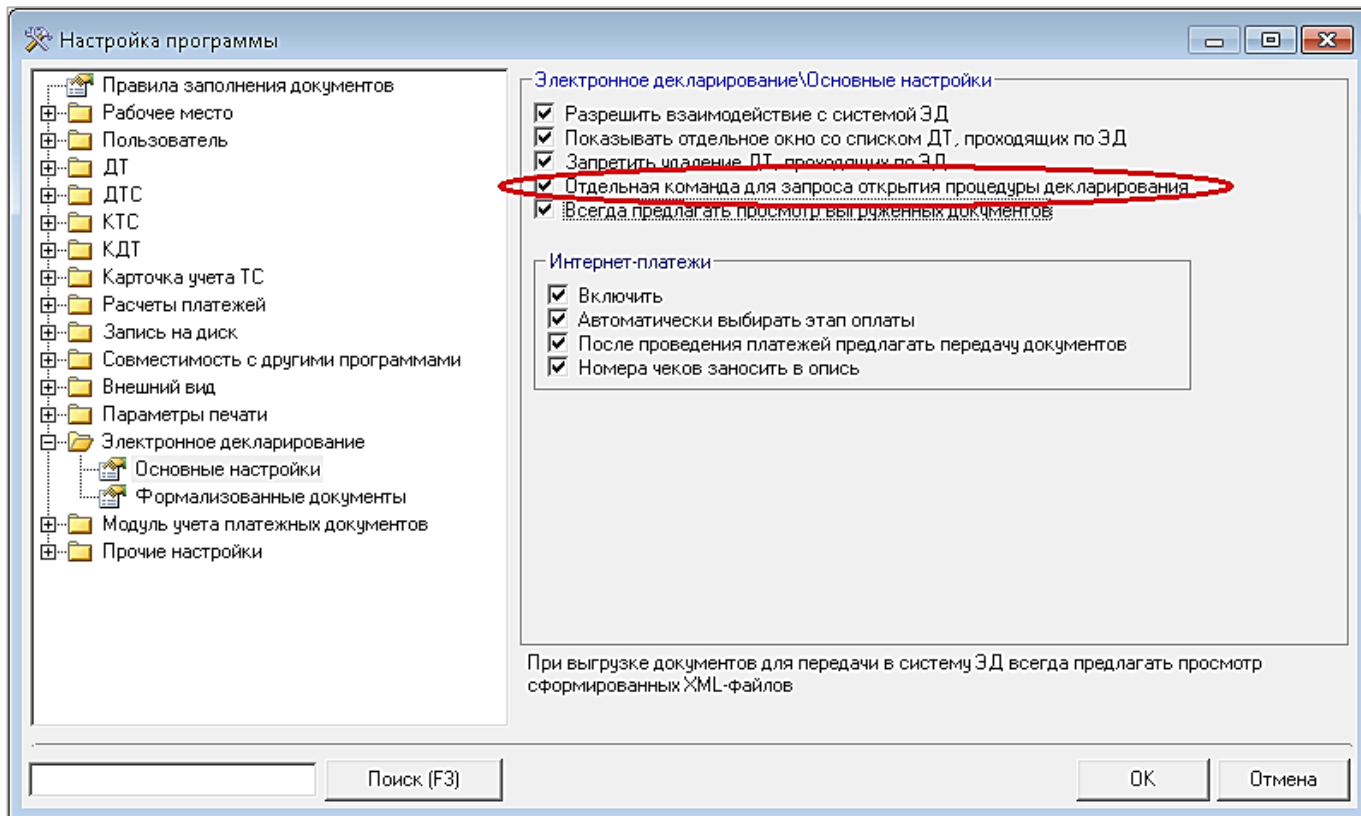 Настройка программы
Правила заполнения документов
Рабочее место
Пользователь
ДТ
ДТС
КТС
КДТ
Карточка учета ТС
Расчеты платежей
Запись на диск
Совместимость с другими программами
Внешний вид
Параметры печати
Электронное декларирование
Основные настройки
Формализованные документы
Модуль учета платежных документов
Прочие настройки
Электронное декларирование\Основные настройки
Разрешить взаимодействие с системой ЭД
Показывать отдельное окно со списком ДТ, проходящих по ЭД
Запретить удаление ДТ, проходящих по ЭД
Отдельная команда для запроса открытия процедуры декларирования
Всегда предлагать просмотр выгруженных документов
Интернет-платежи
Включить
Автоматически выбирать этап оплаты
После проведения платежей предлагать передачу документов
Номера чеков заносить в опись
При выгрузке документов для передачи в систему ЭД всегда предлагать просмотр
сформированных XML-файлов
Поиск (F3)
OK
Отмена